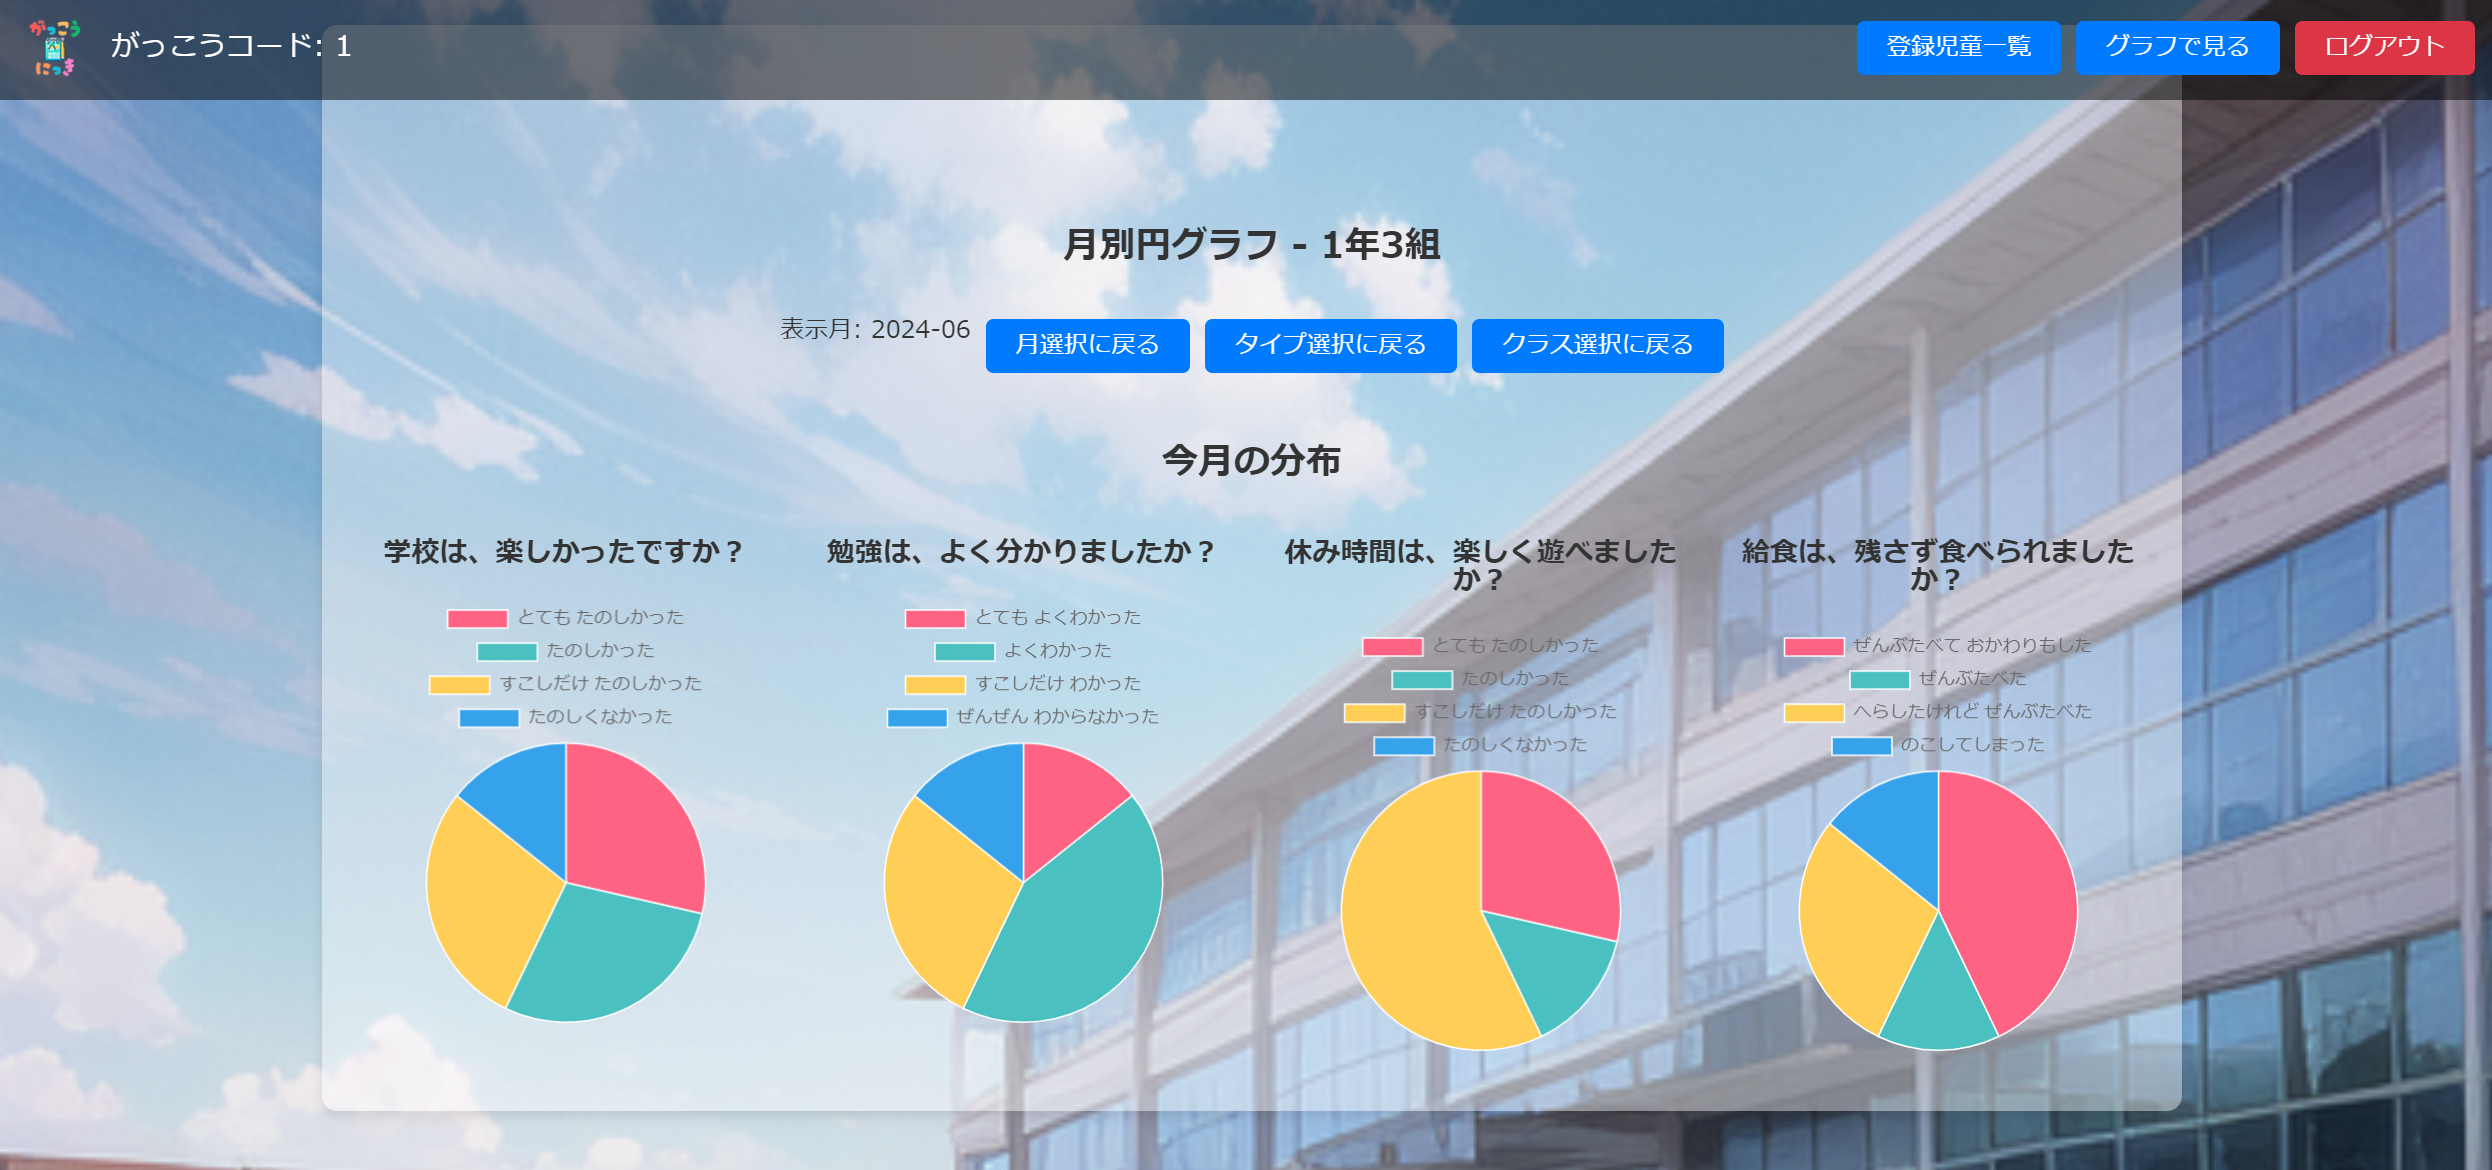 がっこう
にっき
がっこうコード: 1
登録児童一覧
グラフで見る
ログアウト
月別円グラフ - 1年3組
表示月: 2024-06
月選択に戻る
タイプ選択に戻る
クラス選択に戻る
今月の分布
学校は、楽しかったですか？
とても たのしかった
たのしかった
すこしだけ たのしかった
たのしくなかった
勉強は、よく分かりましたか？
とても よくわかった
よくわかった
すこしだけ わかった
ぜんぜん わからなかった
休み時間は、楽しく遊べました
か？
とても たのしかった
たのしかった
すこしだけ たのしかった
たのしくなかった
給食は、残さず食べられました
か？
ぜんぶたべて おかわりもした
ぜんぶたべた
へらしたけれど ぜんぶたべた
のこしてしまった